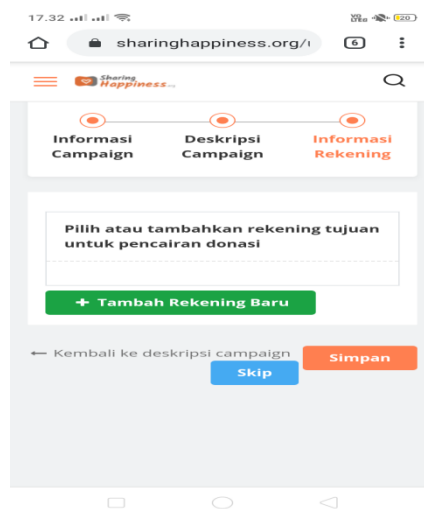 17.32
20
sharinghappiness.org/
6
Sharing
Happiness
Informasi
Campaign
Deskripsi
Campaign
Informasi
Rekening
Pilih atau tambahkan rekening tujuan
untuk pencairan donasi
+ Tambah Rekening Baru
← Kembali ke deskripsi campaign
Simpan
Skip